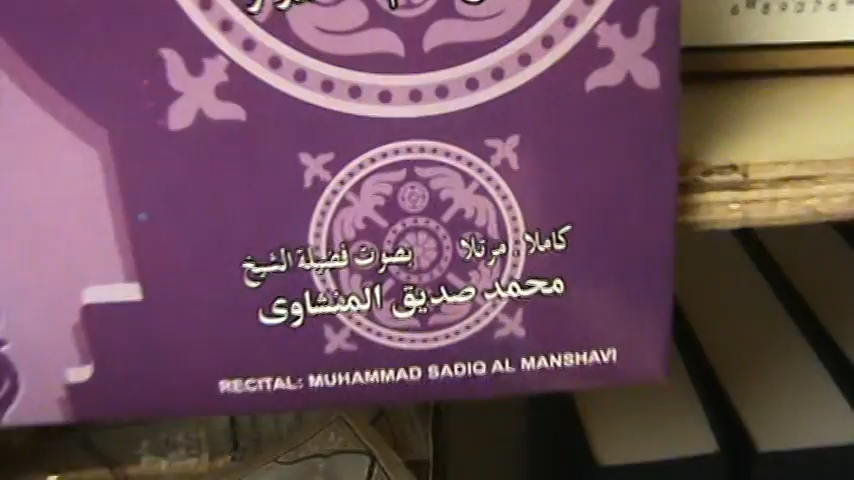 كاملا مرتلا بصوت فضيلة الشيخ
محمد صديق المنشاوى
RECITAL: MUHAMMAD SADIQ AL MANSHAVI